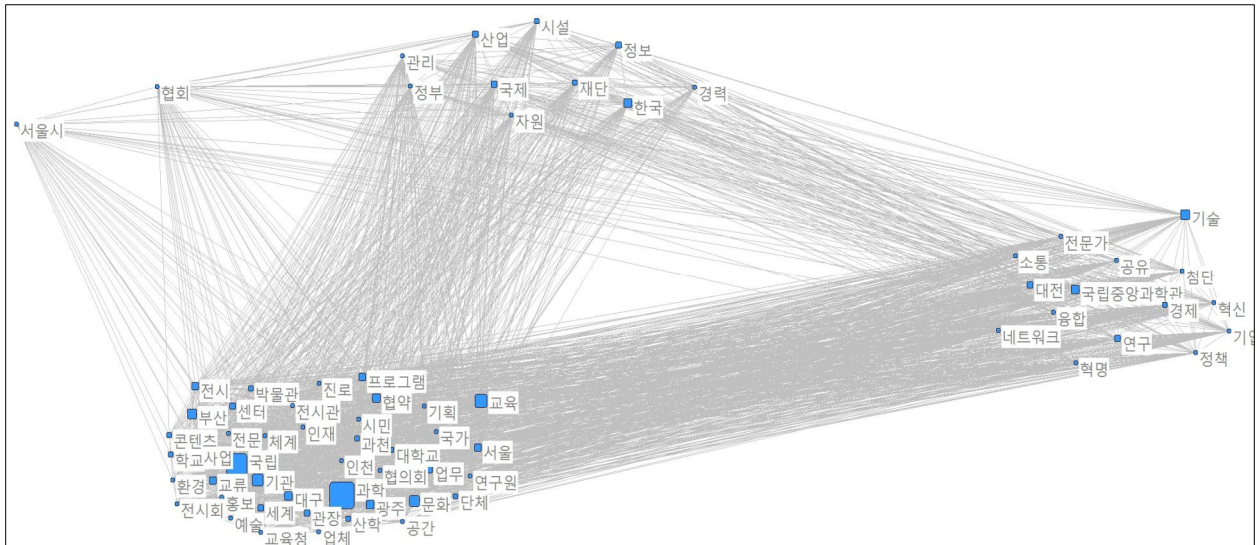 시설
산업
정보
관리
정부
국제
재단
경력
협회
한국
자원
서울시
기술
전문가
소통
공유
첨단
대전
국립중앙과학관
경제
혁신
융합
네트워크
연구
기업
정책
혁명
전시
박물관
진로
프로그램
협약
교육
부산
센터
전시관
기획
시민
콘텐츠
전문
체계
인재
과천
국가
서울
학교
사업
국립
인천
대학교
협의회
업무
연구원
환경
교류
기관
대구
과학
광주
문화
단체
전시회
홍보
세계
관장
산학
공간
예술
교육청
업체